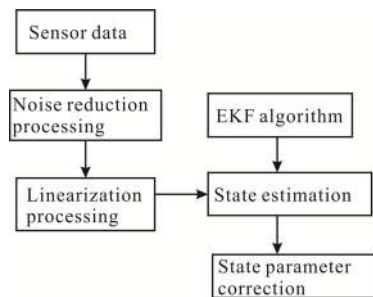 Sensor data
Noise reduction
processing
EKF algorithm
Linearization
processing
State estimation
State parameter
correction